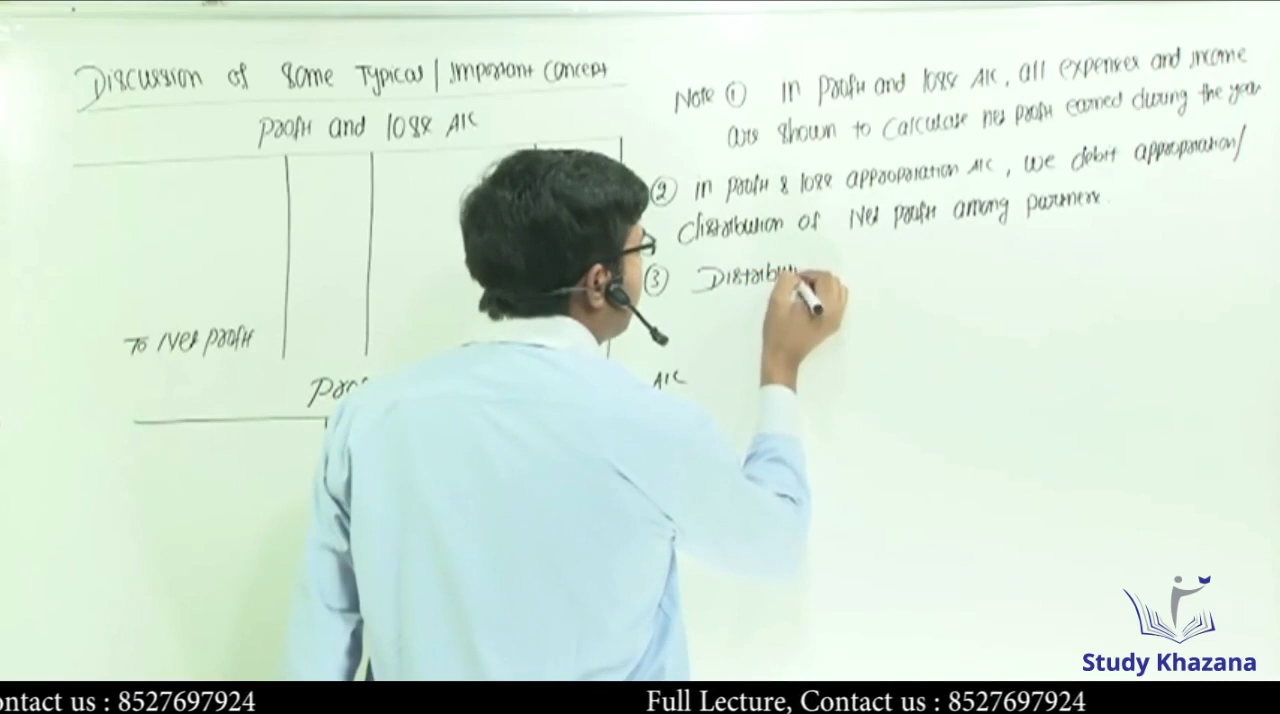 Discussion of Some Typical / Important Concept
Profit and loss A/C
To Net Profit
A/C
Note ① In Profit and loss A/C, all expenses and income
are shown to calculate net profit earned during the year
② In profit & loss appropriation A/C, we debit appropriation/
distribution of Net profit among partners.
③ Distribu
Study Khazana
ontact us : 8527697924
Full Lecture, Contact us : 8527697924